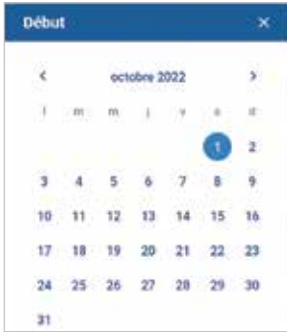 Début ×
< octobre 2022 >
l m m j v s d
1 2
3 4 5 6 7 8 9
10 11 12 13 14 15 16
17 18 19 20 21 22 23
24 25 26 27 28 29 30
31